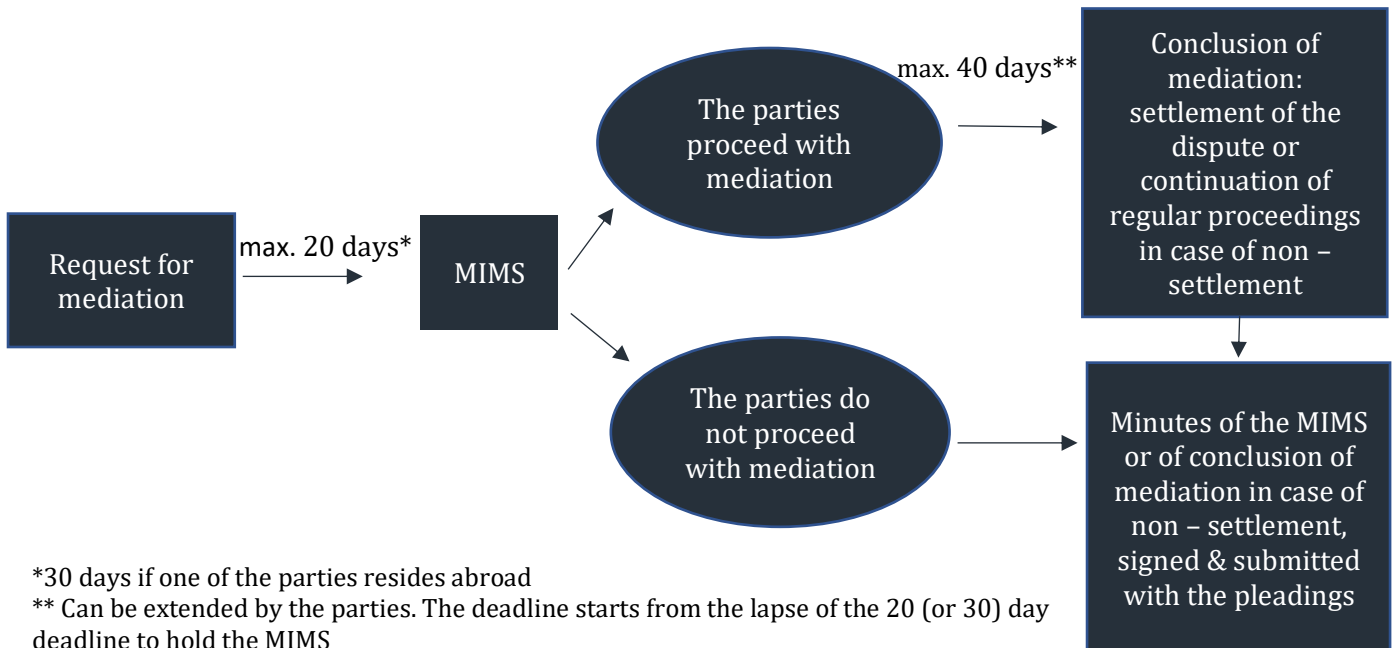 Request for
mediation
max. 20 days*
MIMS
The parties
proceed with
mediation
max. 40 days**
Conclusion of
mediation:
settlement of the
dispute or
continuation of
regular proceedings
in case of non –
settlement
The parties do
not proceed
with mediation
Minutes of the MIMS
or of conclusion of
mediation in case of
non – settlement,
signed & submitted
with the pleadings
*30 days if one of the parties resides abroad
** Can be extended by the parties. The deadline starts from the lapse of the 20 (or 30) day
deadline to hold the MIMS